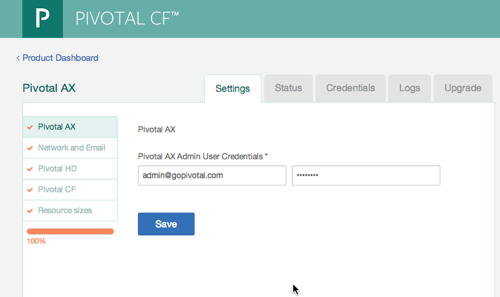 P PIVOTAL CF™
‹ Product Dashboard
Pivotal AX
Settings Status Credentials Logs Upgrade
Pivotal AX
Network and Email
Pivotal HD
Pivotal CF
Resource sizes
100%
Pivotal AX
Pivotal AX Admin User Credentials *
admin@gopivotal.com ••••••••
Save